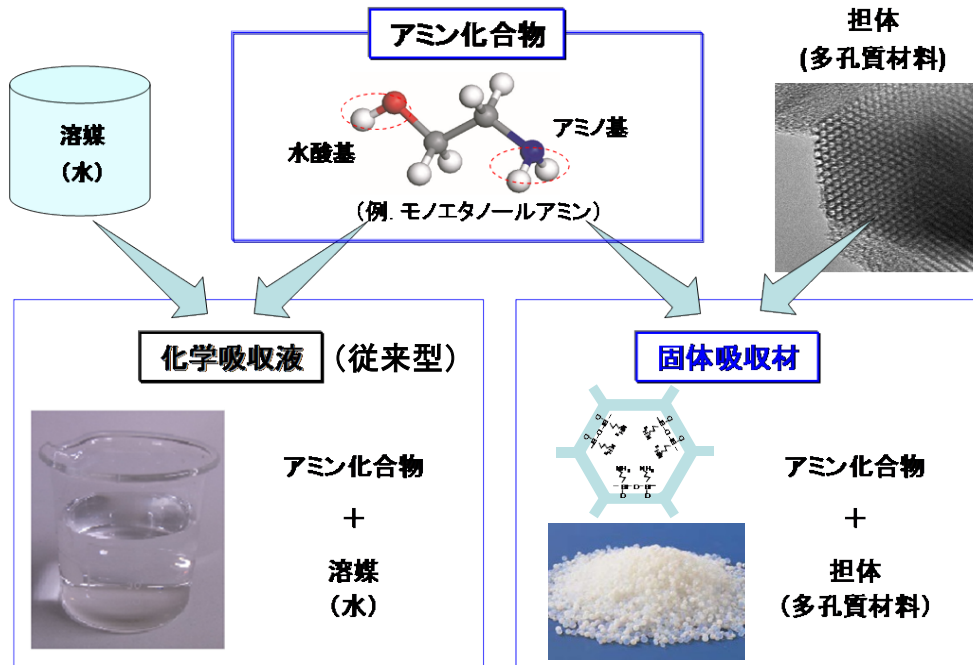 アミン化合物
担体
(多孔質材料)
溶媒
(水)
水酸基
アミノ基
(例. モノエタノールアミン)
化学吸収液 (従来型)
固体吸収材
アミン化合物
+
溶媒
(水)
NH₂ NH₂
アミン化合物
+
担体
(多孔質材料)